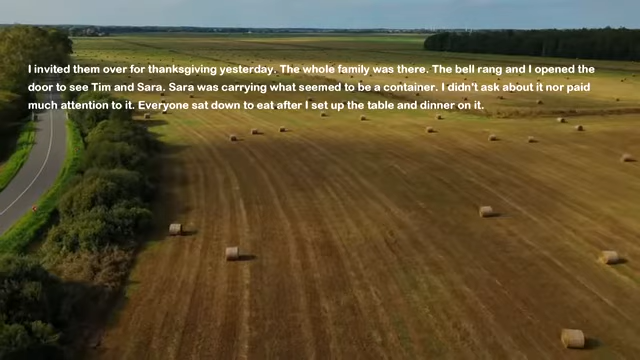 I invited them over for thanksgiving yesterday. The whole family was there. The bell rang and I opened the
door to see Tim and Sara. Sara was carrying what seemed to be a container. I didn't ask about it nor paid
much attention to it. Everyone sat down to eat after I set up the table and dinner on it.